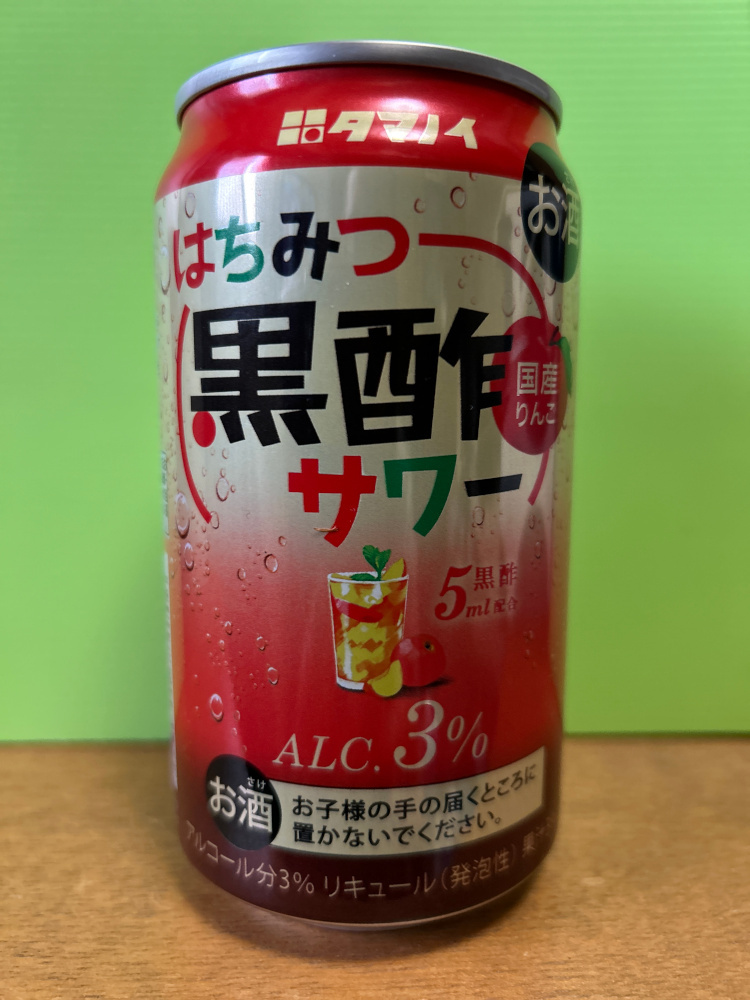 タマノイ
お酒
はちみつ
黒酢
国産
りんご
サワー
黒酢
5ml配合
ALC. 3%
さけ
お酒
お子様の手の届くところに
置かないでください。
アルコール分3% リキュール(発泡性) 果汁